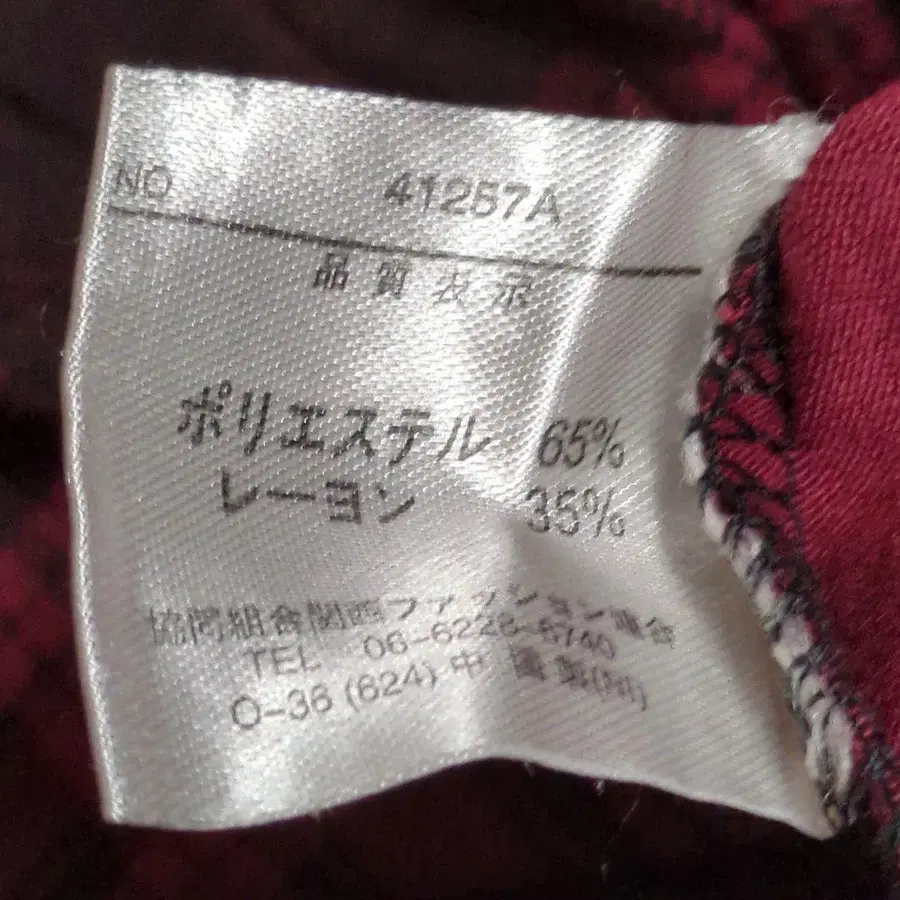 NO 41257A
品質表示
ポリエステル 65%
レーヨン 35%
協同組合関西ファッション連合
TEL 06-6228-6740
O-36 (624) 中国製(NI)